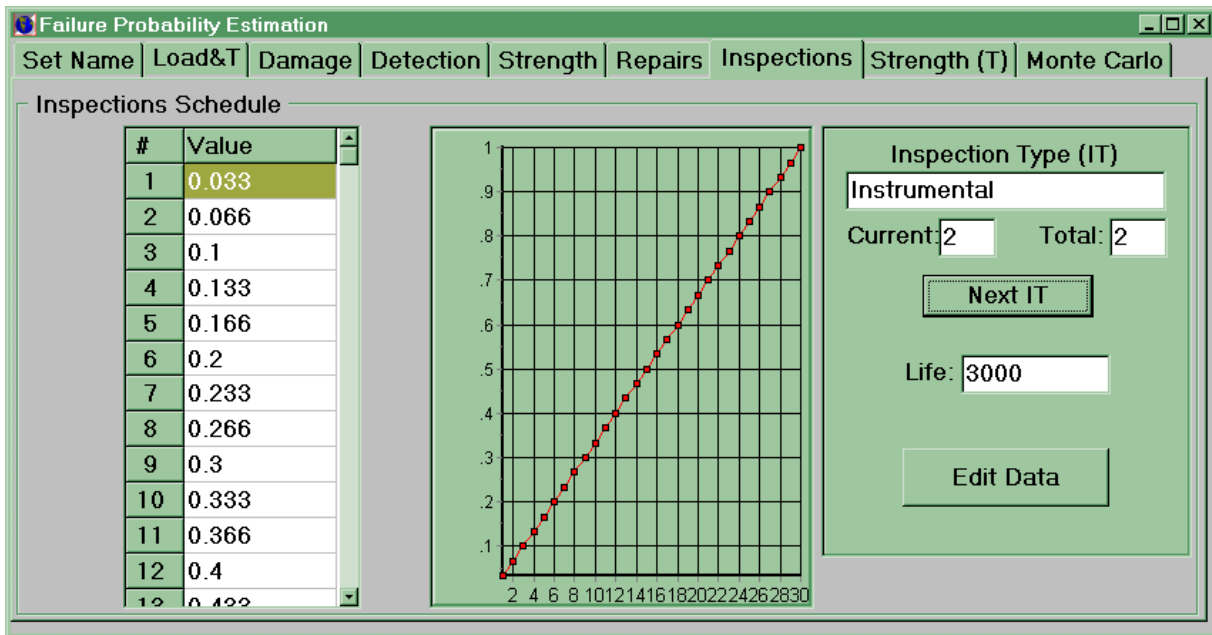 Failure Probability Estimation
Set Name Load&T Damage Detection Strength Repairs Inspections Strength (T) Monte Carlo
Inspections Schedule
# Value
1 0.033
2 0.066
3 0.1
4 0.133
5 0.166
6 0.2
7 0.233
8 0.266
9 0.3
10 0.333
11 0.366
12 0.4
13 0.433
1
.9
.8
.7
.6
.5
.4
.3
.2
.1
2 4 6 8 10 12 14 16 18 20 22 24 26 28 30
Inspection Type (IT)
Instrumental
Current: 2 Total: 2
Next IT
Life: 3000
Edit Data